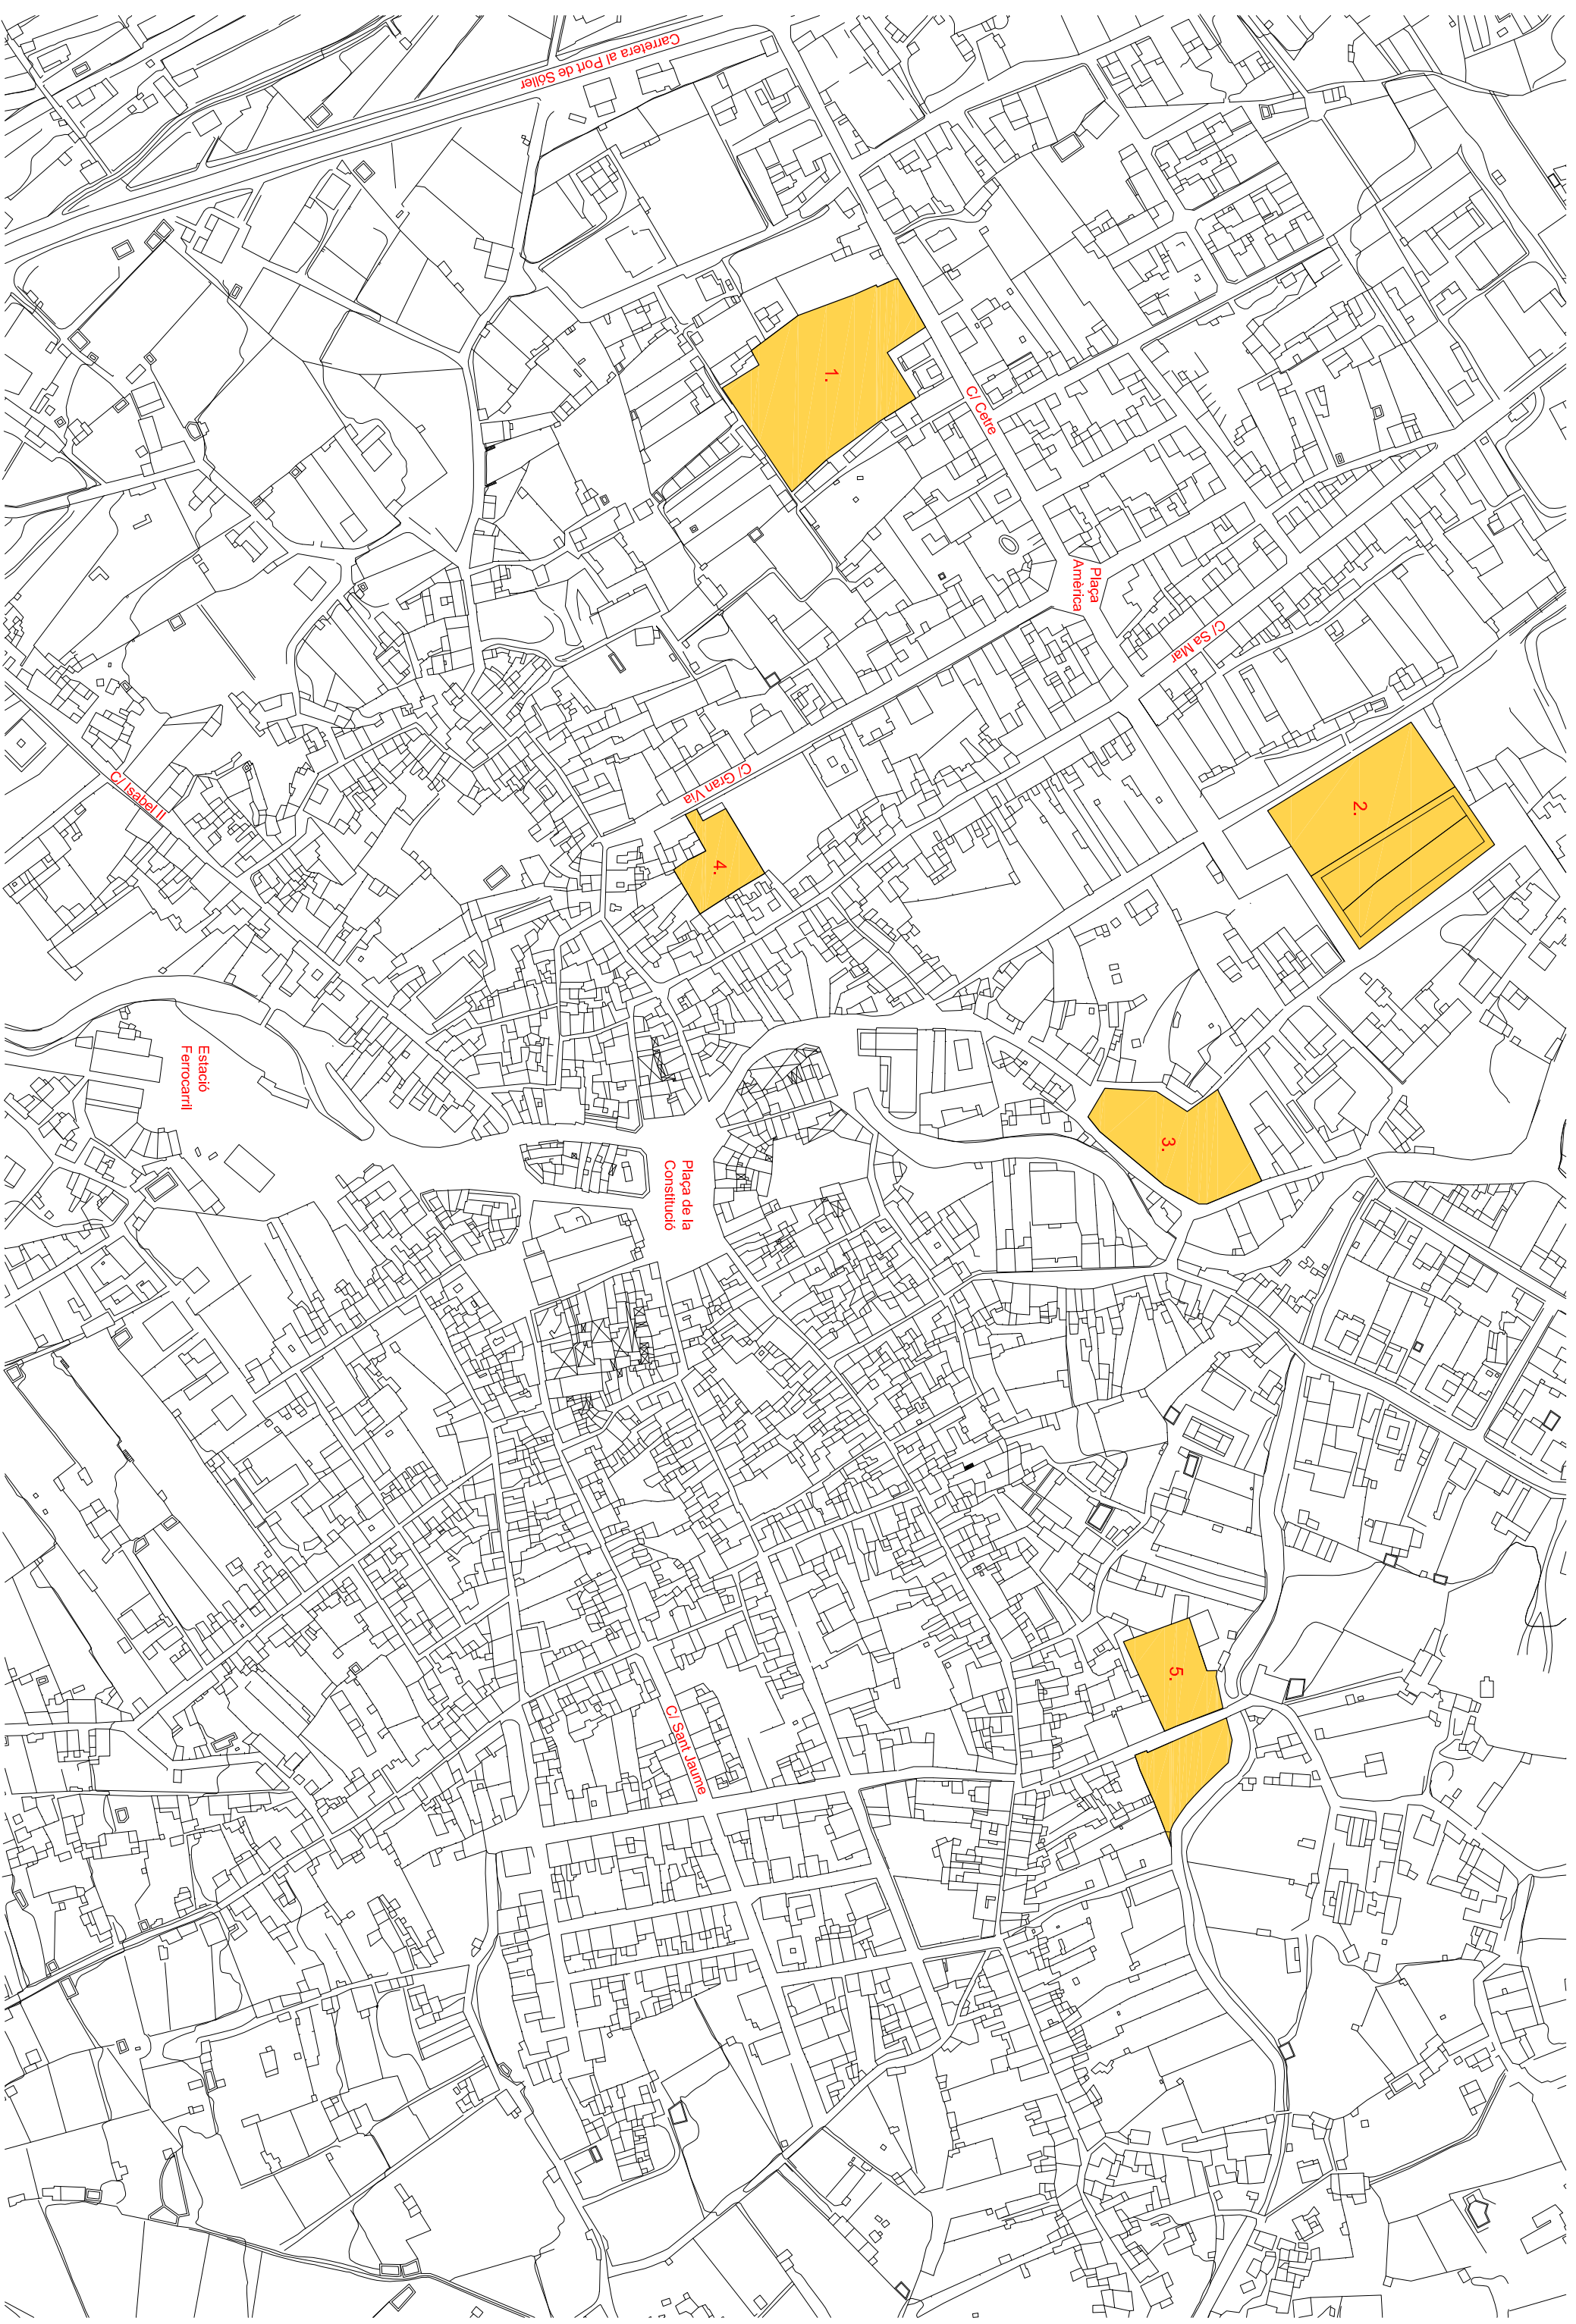 Carretera al Port de Sóller
1.
C/ Cetre
Plaça
Amèrica
C/ Sa Mar
2.
C/ Gran Via
4.
C/ Isabel II
Estació
Ferrocarril
3.
Plaça de la
Constitució
5.
C/ Sant Jaume